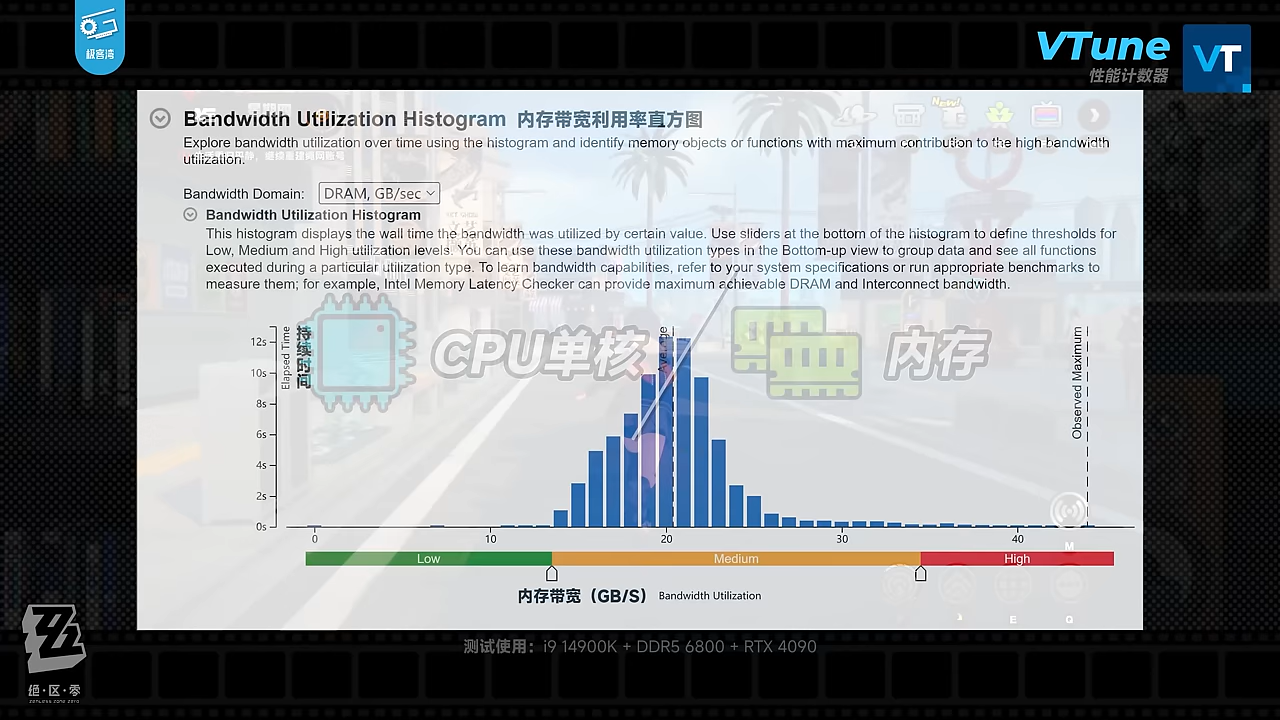 极客湾
VTune
性能计数器
VT
Bandwidth Utilization Histogram 内存带宽利用率直方图
Explore bandwidth utilization over time using the histogram and identify memory objects or functions with maximum contribution to the high bandwidth
utilization.
Bandwidth Domain: DRAM, GB/sec
Bandwidth Utilization Histogram
This histogram displays the wall time the bandwidth was utilized by certain value. Use sliders at the bottom of the histogram to define thresholds for
Low, Medium and High utilization levels. You can use these bandwidth utilization types in the Bottom-up view to group data and see all functions
executed during a particular utilization type. To learn bandwidth capabilities, refer to your system specifications or run appropriate benchmarks to
measure them; for example, Intel Memory Latency Checker can provide maximum achievable DRAM and Interconnect bandwidth.
Elapsed Time
持续时间
CPU单核
内存
Average
Observed Maximum
12s
10s
8s
6s
4s
2s
0s
0 10 20 30 40
Low Medium High
内存带宽（GB/S） Bandwidth Utilization
New!
M
E
Q
测试使用：i9 14900K + DDR5 6800 + RTX 4090
绝·区·零
ZENLESS ZONE ZERO